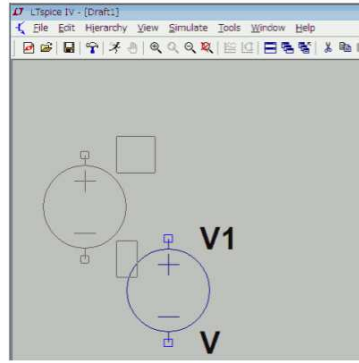 LTspice IV - [Draft1]
File Edit Hierarchy View Simulate Tools Window Help
V1
V